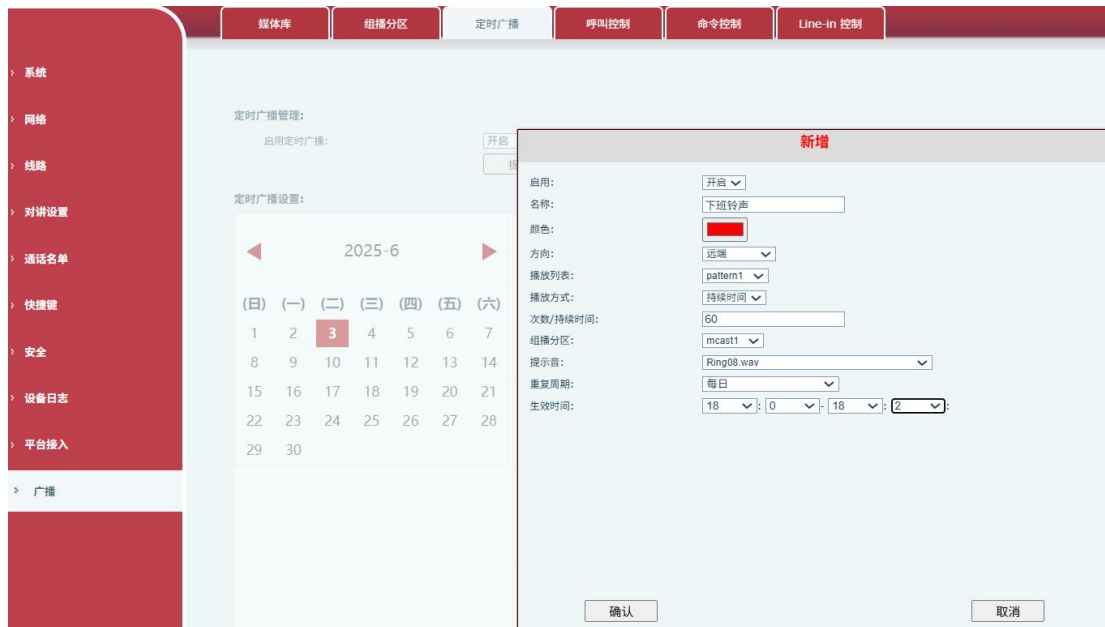 媒体库 组播分区 定时广播 呼叫控制 命令控制 Line-in 控制
系统
网络
线路
对讲设置
通话名单
快捷键
安全
设备日志
平台接入
广播
定时广播管理:
启用定时广播: 开启
定时广播设置:
2025-6
(日) (一) (二) (三) (四) (五) (六)
1 2 3 4 5 6 7
8 9 10 11 12 13 14
15 16 17 18 19 20 21
22 23 24 25 26 27 28
29 30
新增
启用: 开启
名称: 下班铃声
颜色:
方向: 远端
播放列表: pattern1
播放方式: 持续时间
次数/持续时间: 60
组播分区: mcast1
提示音: Ring08.wav
重复周期: 每日
生效时间: 18 : 0 - 18 : 2 :
确认 取消